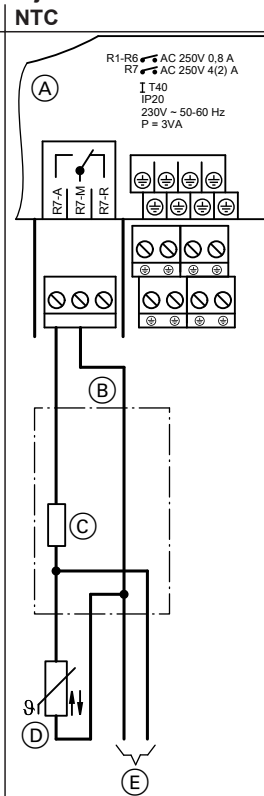 NTC
R1-R6 AC 250V 0,8 A
R7 AC 250V 4(2) A
T40
IP20
230V ~ 50-60 Hz
P = 3VA
A
R7-A
R7-M
R7-R
B
C
ϑ
D
E